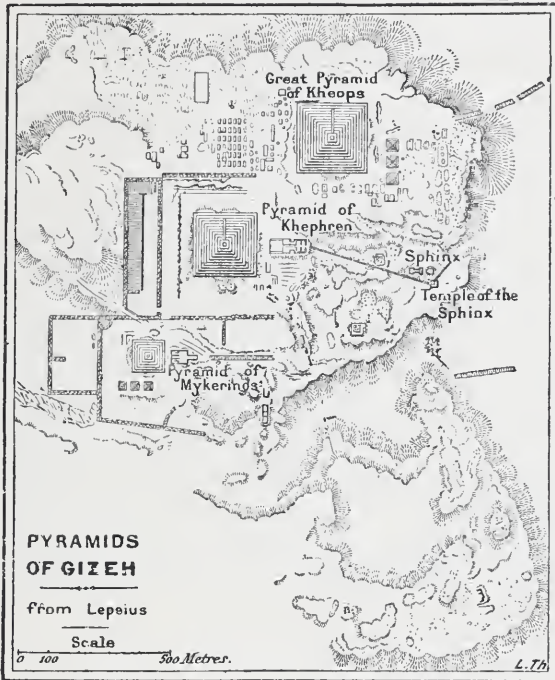 Great Pyramid
of Kheops
Pyramid of
Khephren
Sphinx
Temple of the
Sphinx
Pyramid of
Mykerinos
PYRAMIDS
OF GIZEH
from Lepsius
Scale
0 100 500 Metres.
L. Th.